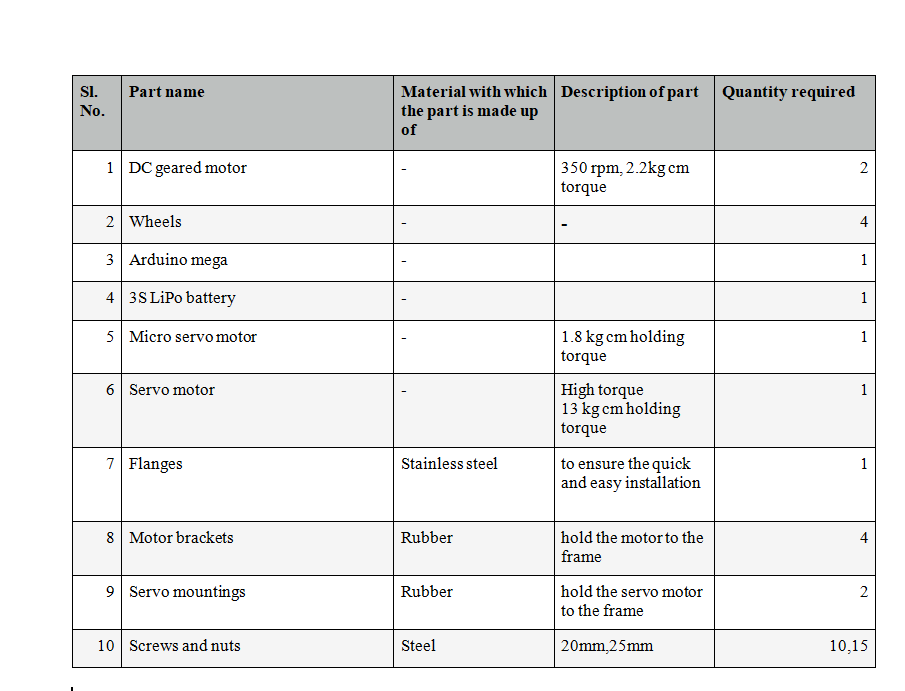 Sl. No. Part name Material with which the part is made up of Description of part Quantity required
1 DC geared motor - 350 rpm, 2.2kg cm torque 2
2 Wheels - - 4
3 Arduino mega - 1
4 3S LiPo battery - 1
5 Micro servo motor - 1.8 kg cm holding torque 1
6 Servo motor - High torque 13 kg cm holding torque 1
7 Flanges Stainless steel to ensure the quick and easy installation 1
8 Motor brackets Rubber hold the motor to the frame 4
9 Servo mountings Rubber hold the servo motor to the frame 2
10 Screws and nuts Steel 20mm,25mm 10,15